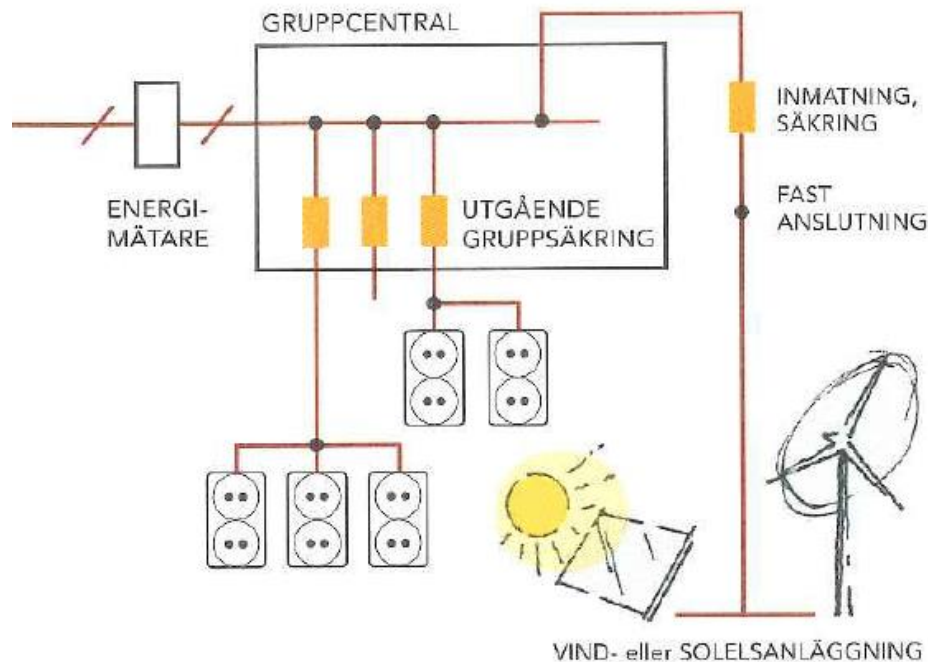 GRUPPCENTRAL
INMATNING,
SÄKRING
ENERGI-
MÄTARE
UTGÅENDE
GRUPPSÄKRING
FAST
ANSLUTNING
VIND- eller SOLELSANLÄGGNING